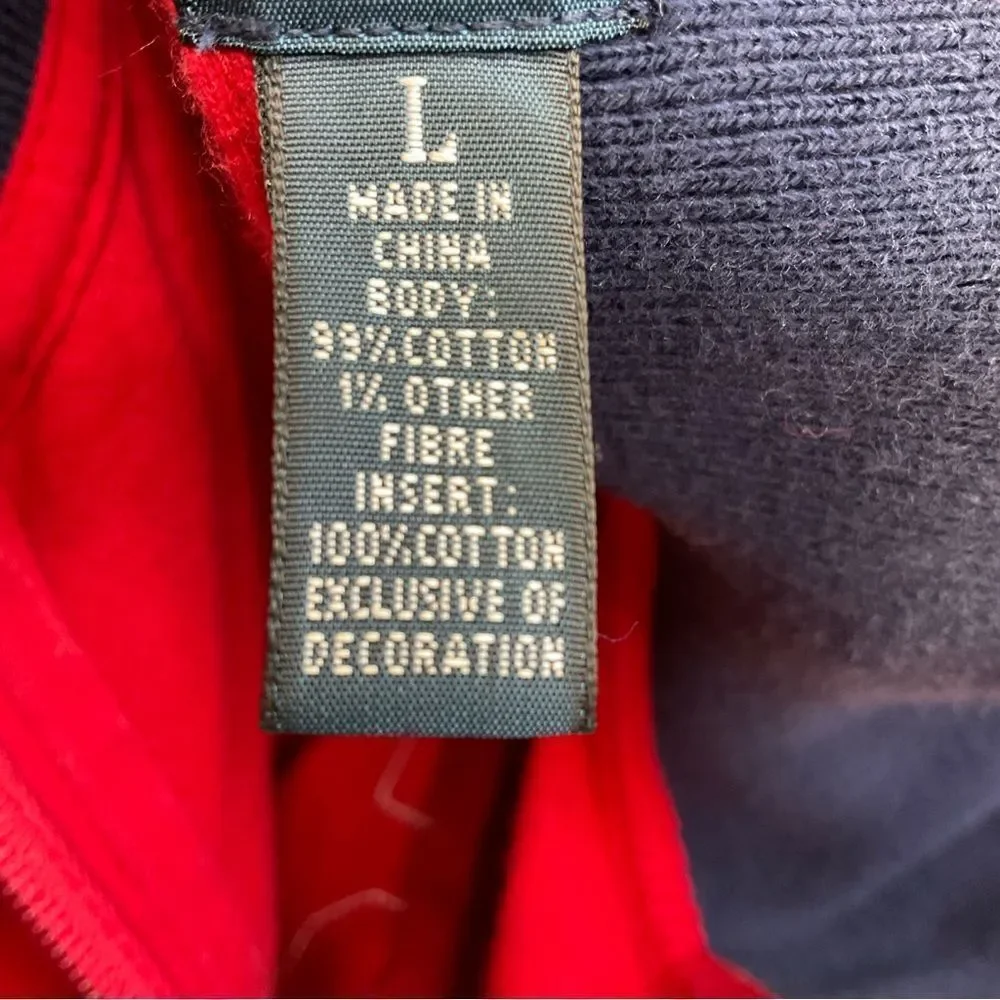 L
MADE IN
CHINA
BODY:
99% COTTON
1% OTHER
FIBRE
INSERT:
100% COTTON
EXCLUSIVE OF
DECORATION